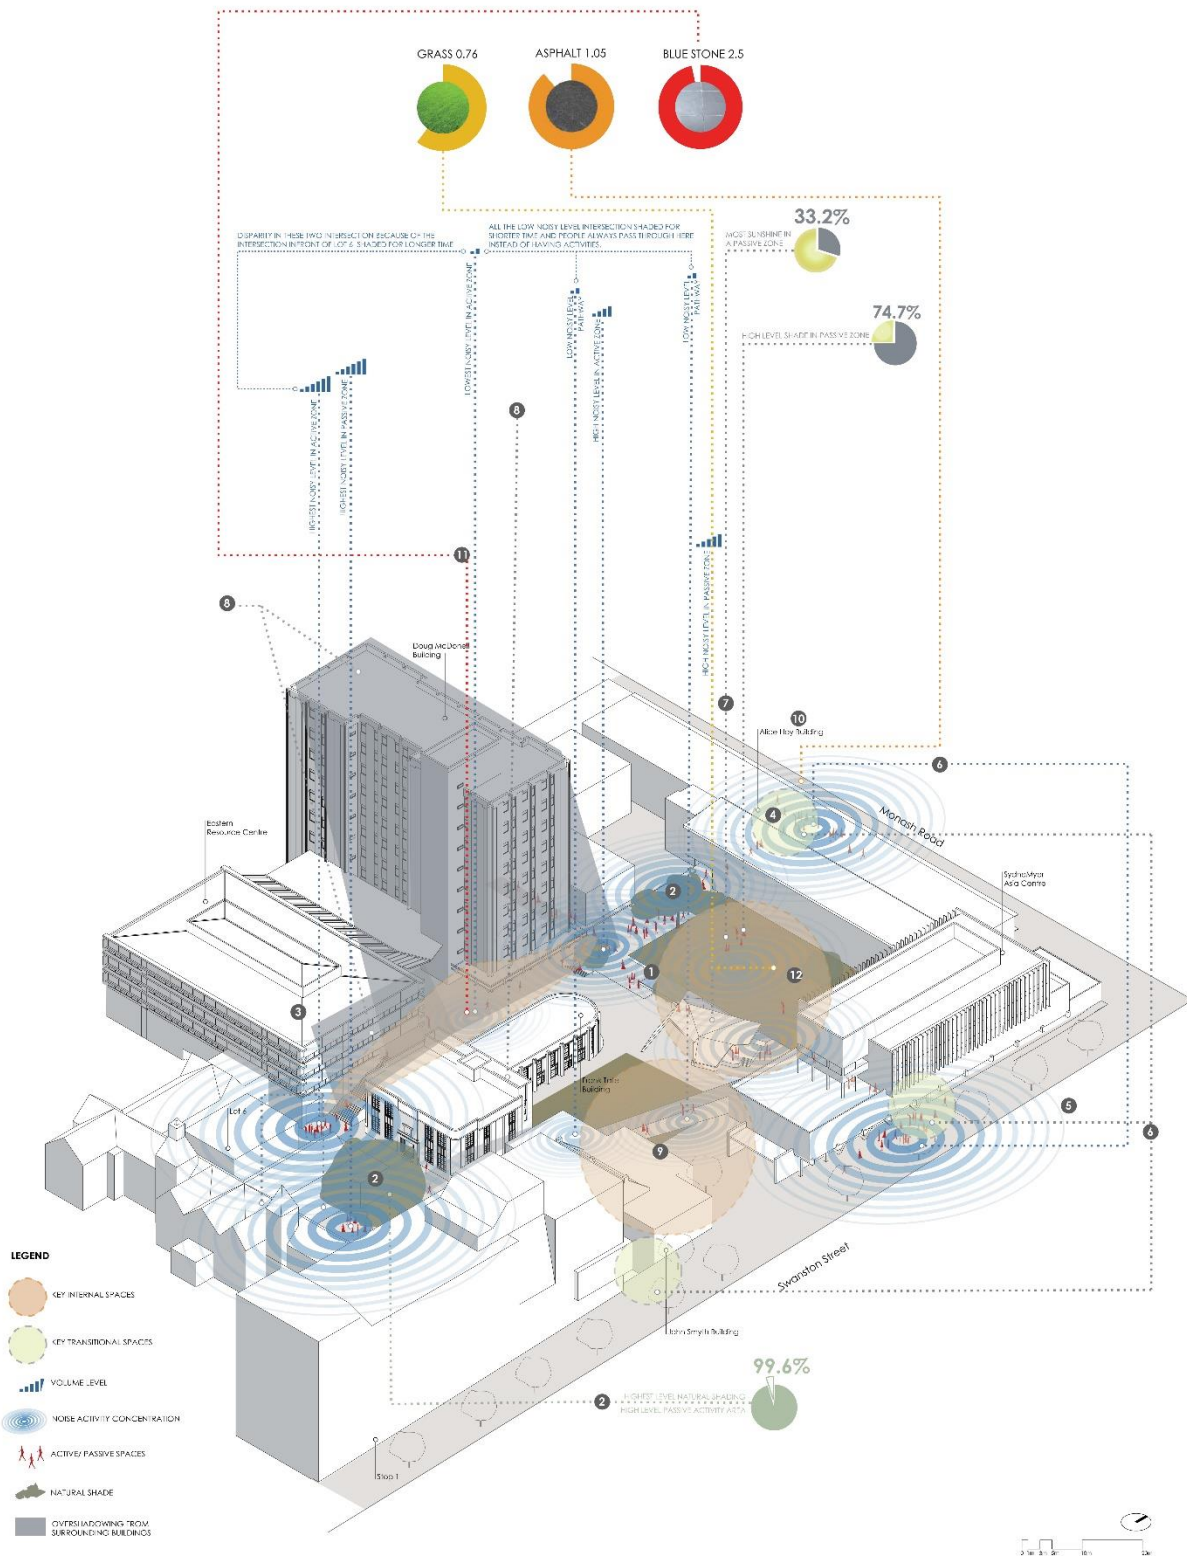 GRASS 0.76
ASPHALT 1.05
BLUE STONE 2.5
33.2%
MOST SUNSHINE IN
A PASSIVE ZONE
DISPARITY IN THESE TWO INTERSECTION BECAUSE OF THE
INTERSECTION INFRONT OF LOT 6 SHADED FOR LONGER TIME
ALL THE LOW NOISY LEVEL INTERSECTION SHADED FOR
SHORTER TIME AND PEOPLE ALWAYS PASS THROUGH HERE
INSTEAD OF HAVING ACTIVITIES.
74.7%
HIGH LEVEL SHADE IN PASSIVE ZONE
HIGHEST NOISY LEVEL IN ACTIVE ZONE
HIGHEST NOISY LEVEL IN PASSIVE ZONE
LOWEST NOISY LEVEL IN ACTIVE ZONE
LOW NOISY LEVEL
PATHWAY
HIGH NOISY LEVEL IN ACTIVE ZONE
LOW NOISY LEVEL
PATHWAY
HIGH NOISY LEVEL IN PASSIVE ZONE
8
11
8
Doug McDonell
Building
7
10
Alice Hoy Building
6
4
Monash Road
Eastern
Resource Centre
Sydney Myer
Asia Centre
2
1
12
3
Frank Tate
Building
Lot 6
5
6
9
2
Swanston Street
John Smyth Building
LEGEND
KEY INTERNAL SPACES
KEY TRANSITIONAL SPACES
VOLUME LEVEL
NOISE ACTIVITY CONCENTRATION
ACTIVE/ PASSIVE SPACES
NATURAL SHADE
OVERSHADOWING FROM
SURROUNDING BUILDINGS
99.6%
2
HIGHEST LEVEL NATURAL SHADING
HIGH LEVEL PASSIVE ACTIVITY AREA
Stop 1